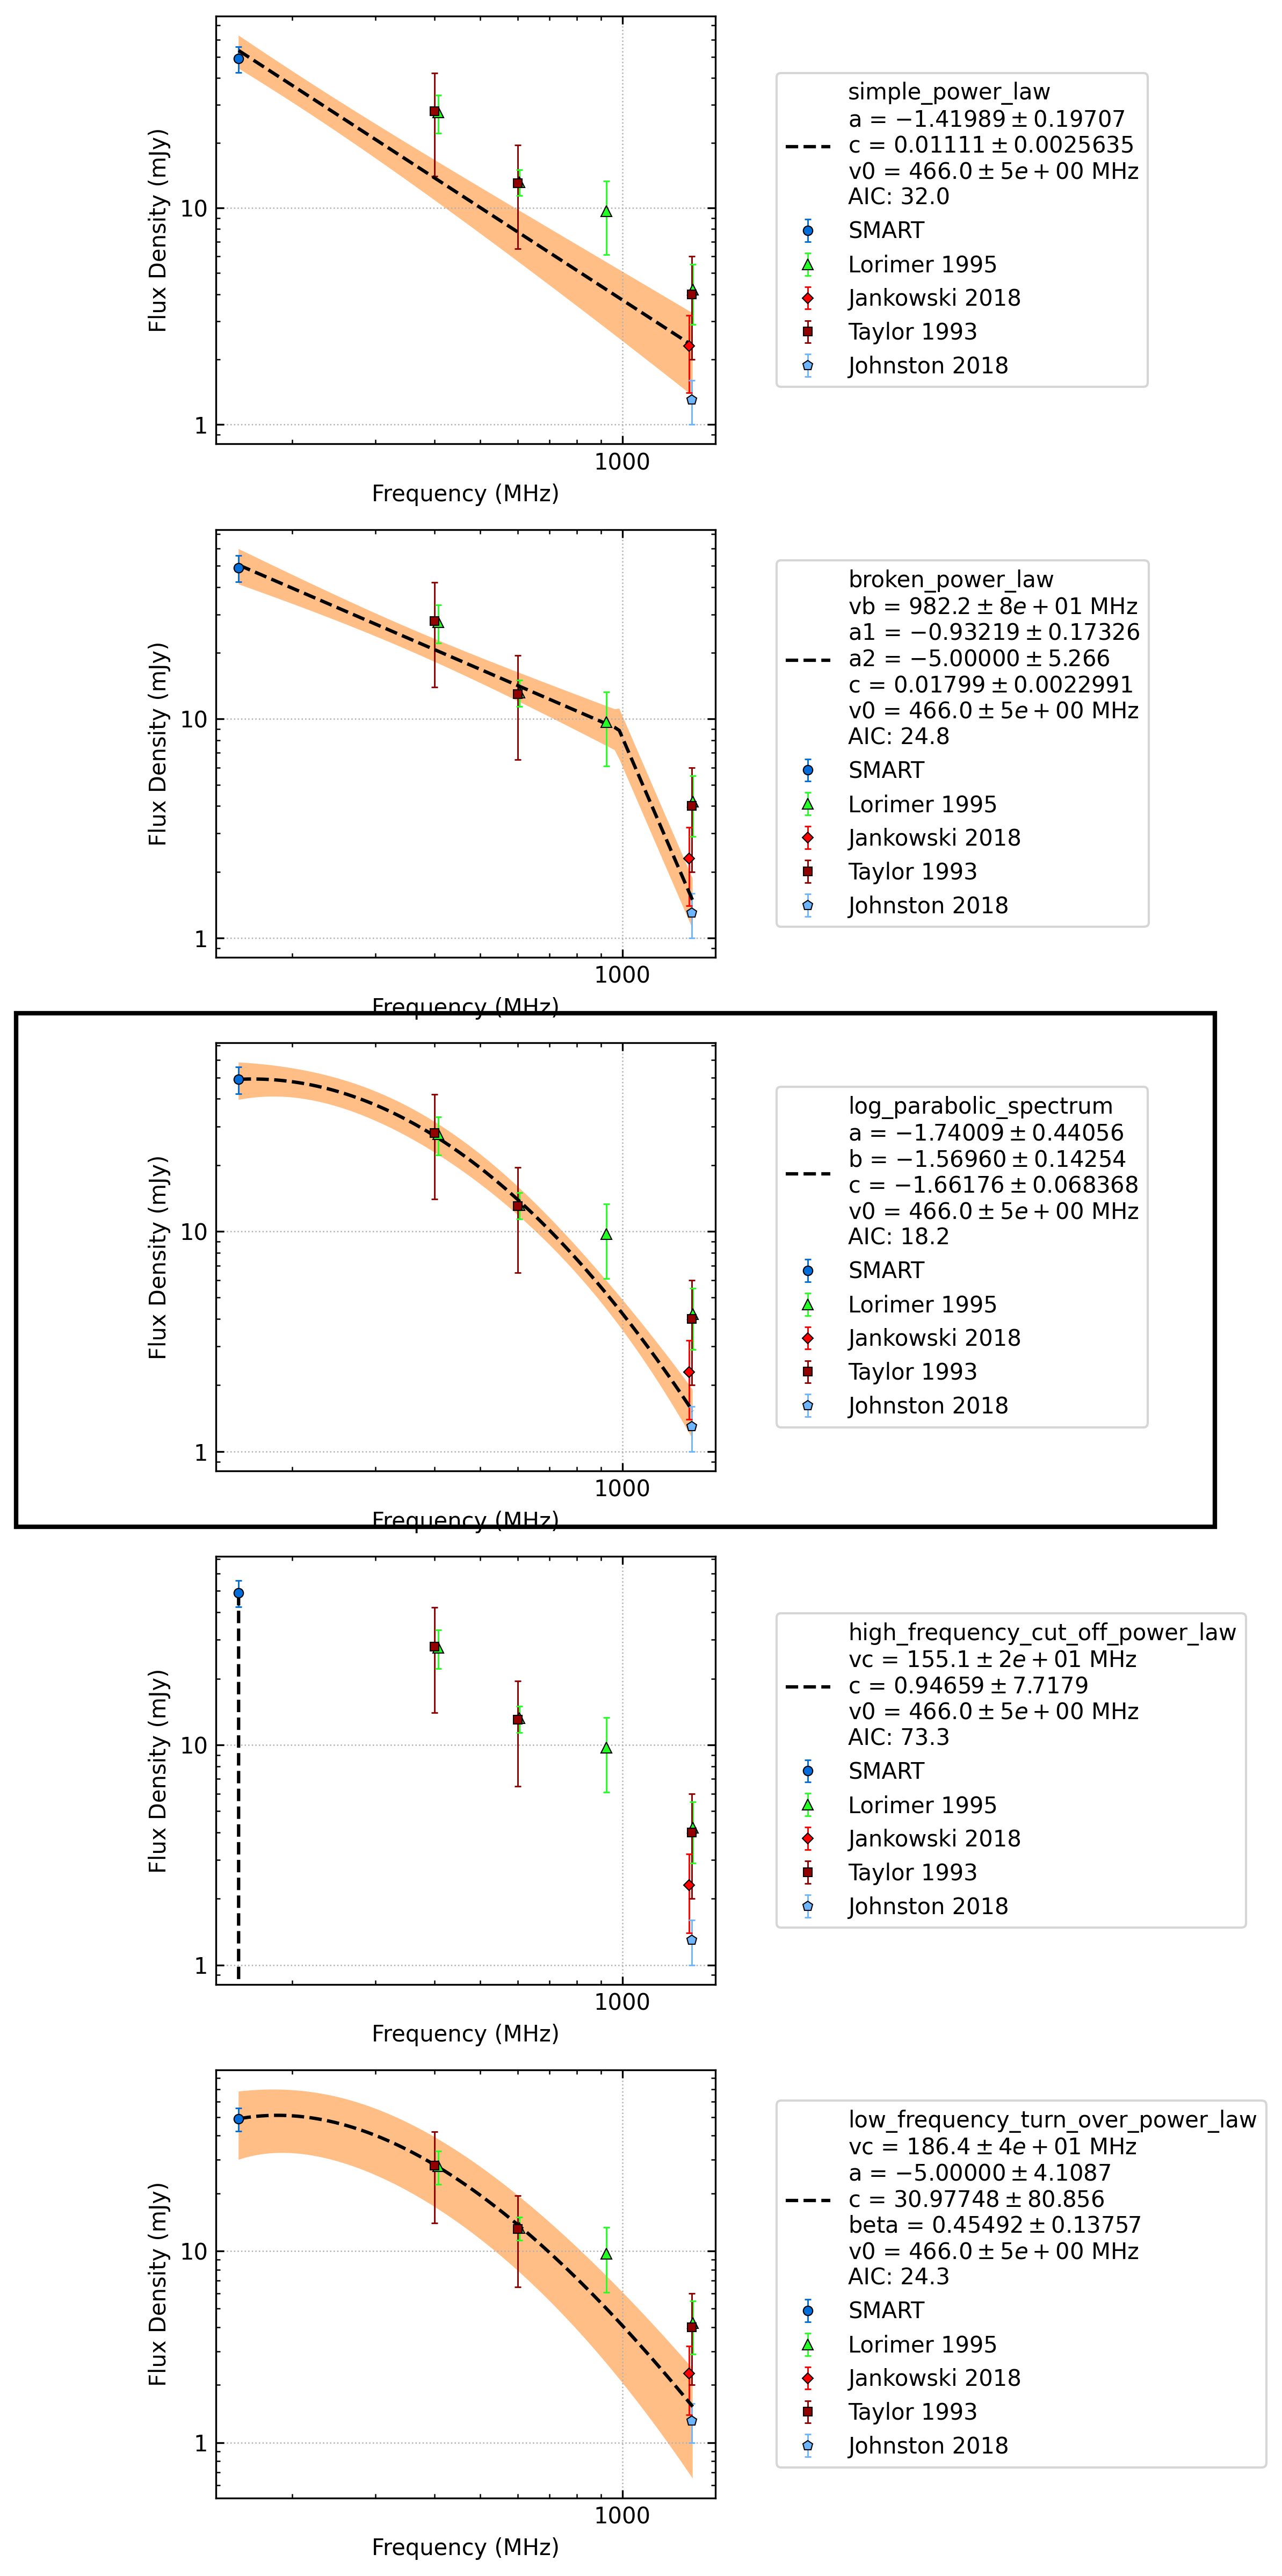 simple_power_law
a = −1.41989 ± 0.19707
c = 0.01111 ± 0.0025635
v0 = 466.0 ± 5e + 00 MHz
AIC: 32.0
SMART
Lorimer 1995
Jankowski 2018
Taylor 1993
Johnston 2018
Flux Density (mJy)
10
1
1000
Frequency (MHz)
broken_power_law
vb = 982.2 ± 8e + 01 MHz
a1 = −0.93219 ± 0.17326
a2 = −5.00000 ± 5.266
c = 0.01799 ± 0.0022991
v0 = 466.0 ± 5e + 00 MHz
AIC: 24.8
SMART
Lorimer 1995
Jankowski 2018
Taylor 1993
Johnston 2018
Flux Density (mJy)
10
1
1000
Frequency (MHz)
log_parabolic_spectrum
a = −1.74009 ± 0.44056
b = −1.56960 ± 0.14254
c = −1.66176 ± 0.068368
v0 = 466.0 ± 5e + 00 MHz
AIC: 18.2
SMART
Lorimer 1995
Jankowski 2018
Taylor 1993
Johnston 2018
Flux Density (mJy)
10
1
1000
Frequency (MHz)
high_frequency_cut_off_power_law
vc = 155.1 ± 2e + 01 MHz
c = 0.94659 ± 7.7179
v0 = 466.0 ± 5e + 00 MHz
AIC: 73.3
SMART
Lorimer 1995
Jankowski 2018
Taylor 1993
Johnston 2018
Flux Density (mJy)
10
1
1000
Frequency (MHz)
low_frequency_turn_over_power_law
vc = 186.4 ± 4e + 01 MHz
a = −5.00000 ± 4.1087
c = 30.97748 ± 80.856
beta = 0.45492 ± 0.13757
v0 = 466.0 ± 5e + 00 MHz
AIC: 24.3
SMART
Lorimer 1995
Jankowski 2018
Taylor 1993
Johnston 2018
Flux Density (mJy)
10
1
1000
Frequency (MHz)